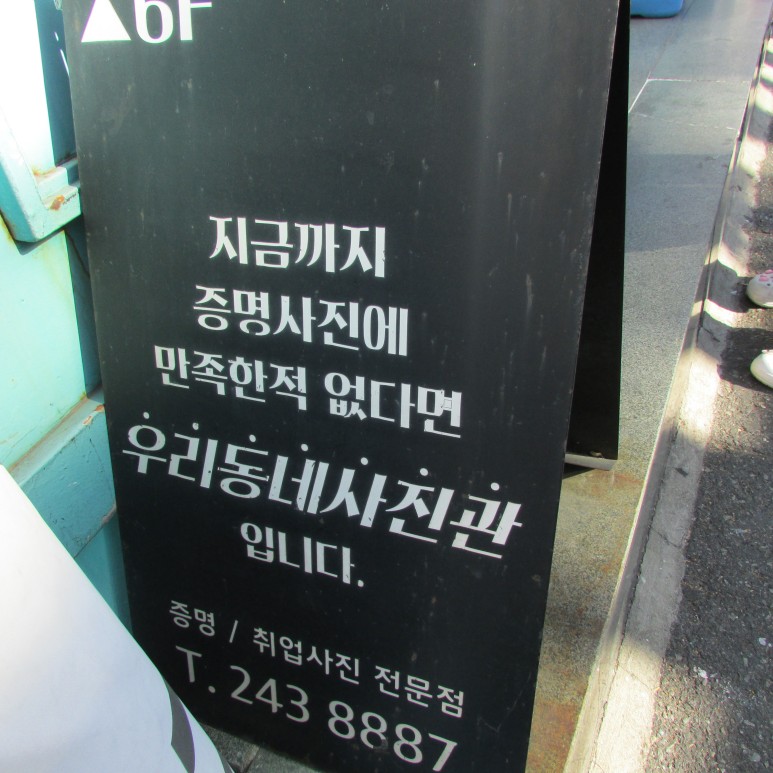 ▲6F
지금까지
증명사진에
만족한적 없다면
우리동네사진관
입니다.
증명 / 취업사진 전문점
T. 243 8887